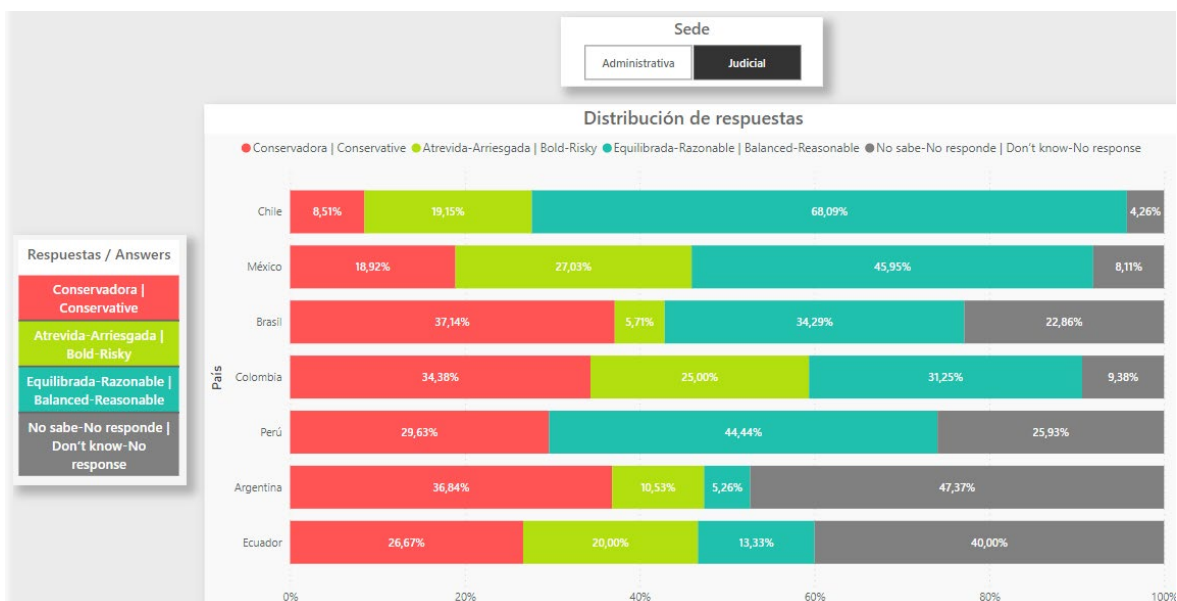 Sede
Administrativa
Judicial
Distribución de respuestas
Conservadora | Conservative
Atrevida-Arriesgada | Bold-Risky
Equilibrada-Razonable | Balanced-Reasonable
No sabe-No responde | Don't know-No response
Respuestas / Answers
Conservadora |
Conservative
Atrevida-Arriesgada |
Bold-Risky
Equilibrada-Razonable |
Balanced-Reasonable
No sabe-No responde |
Don't know-No
response
País
Chile
8,51%
19,15%
68,09%
4,26%
México
18,92%
27,03%
45,95%
8,11%
Brasil
37,14%
5,71%
34,29%
22,86%
Colombia
34,38%
25,00%
31,25%
9,38%
Perú
29,63%
44,44%
25,93%
Argentina
36,84%
10,53%
5,26%
47,37%
Ecuador
26,67%
20,00%
13,33%
40,00%
0%
20%
40%
60%
80%
100%